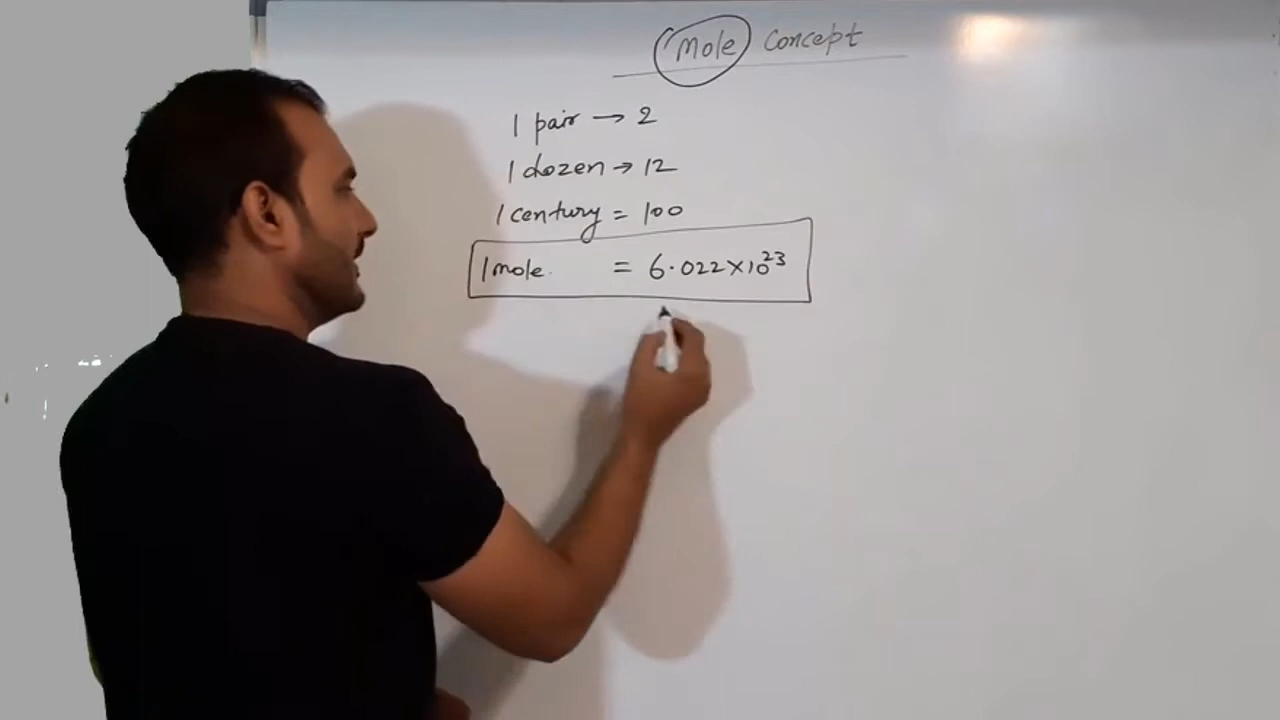 Mole Concept
1 pair → 2
1 dozen → 12
1 century = 100
1 mole = 6.022×10²³